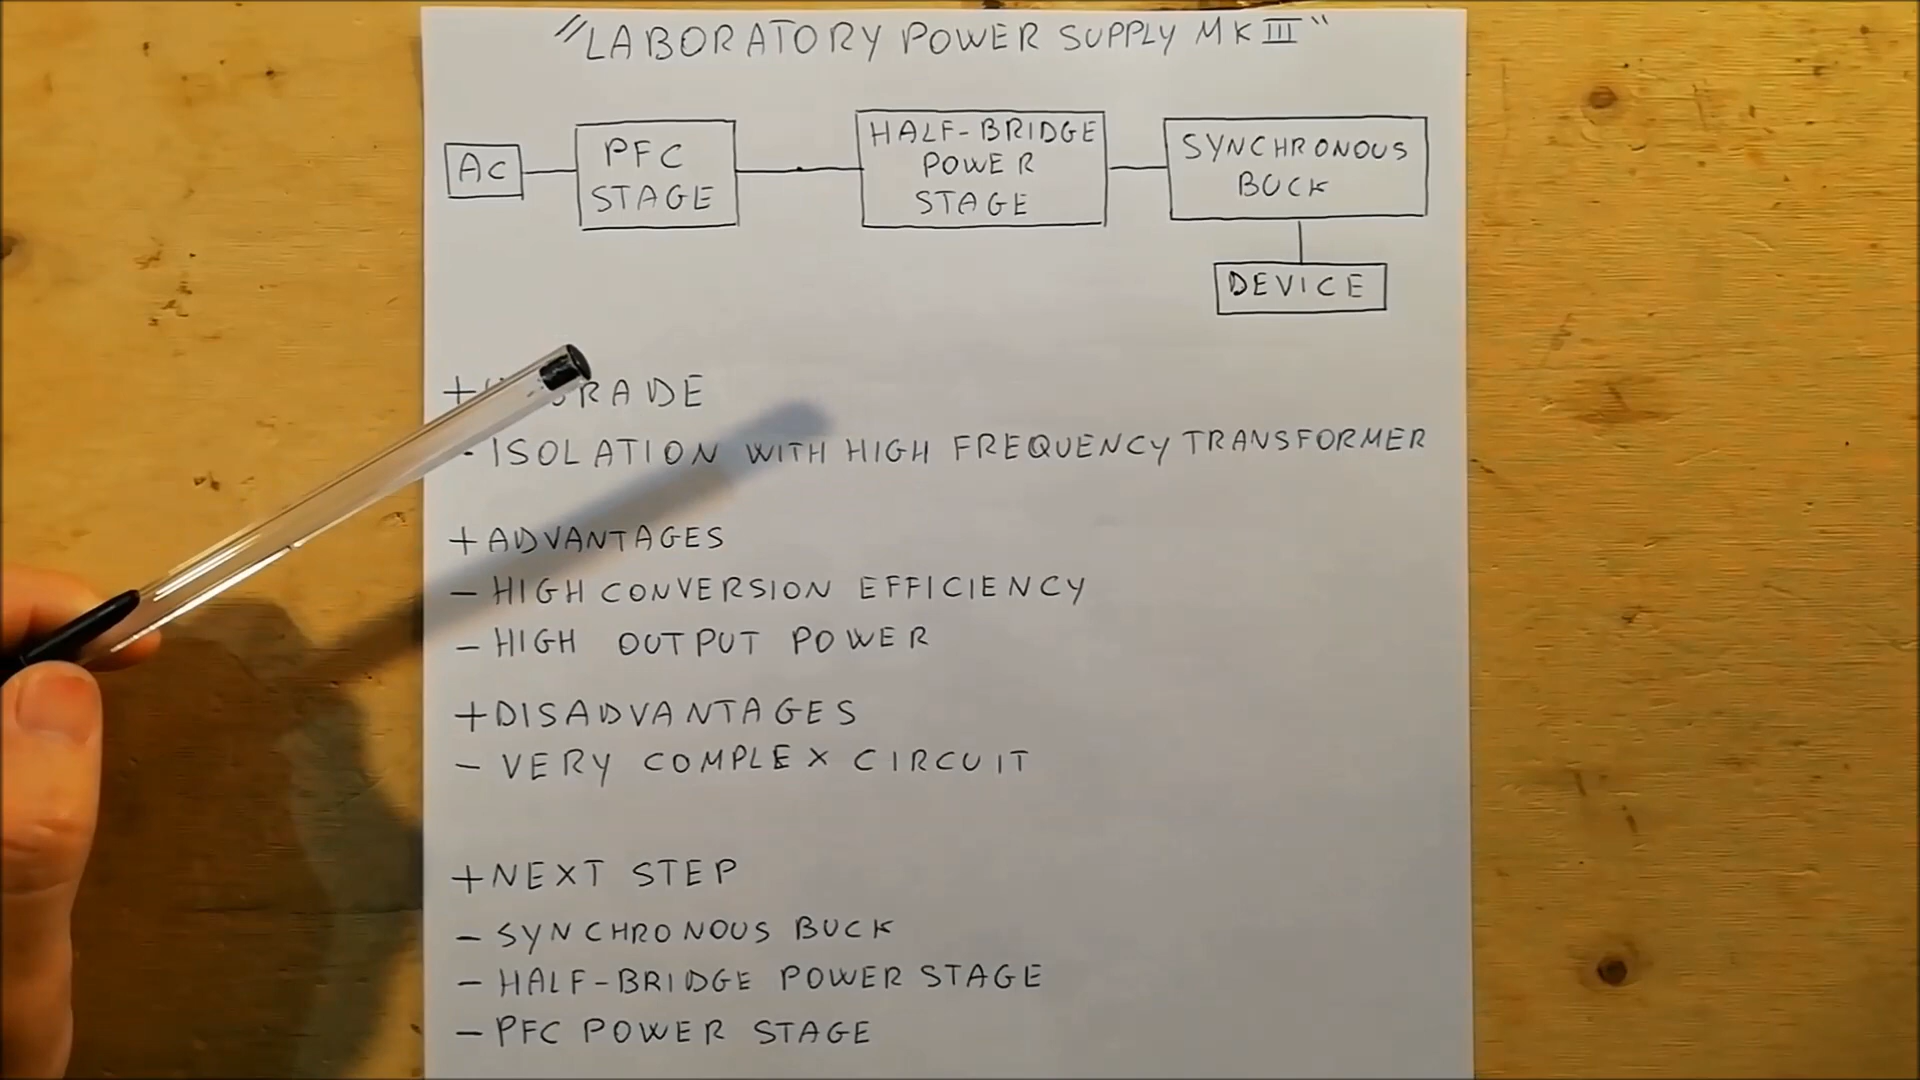 "LABORATORY POWER SUPPLY MK III"
AC
PFC
STAGE
HALF-BRIDGE
POWER
STAGE
SYNCHRONOUS
BUCK
DEVICE
+
- ISOLATION WITH HIGH FREQUENCY TRANSFORMER
+ ADVANTAGES
- HIGH CONVERSION EFFICIENCY
- HIGH OUTPUT POWER
+ DISADVANTAGES
- VERY COMPLEX CIRCUIT
+ NEXT STEP
- SYNCHRONOUS BUCK
- HALF-BRIDGE POWER STAGE
- PFC POWER STAGE